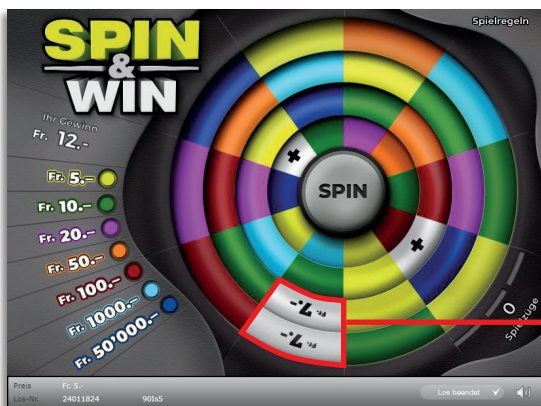 Spielregeln
SPIN
&
WIN
Ihr Gewinn
Fr. 12.-
Fr. 5.–
Fr. 10.–
Fr. 20.–
Fr. 50.–
Fr. 100.–
Fr. 1000.–
Fr. 50'000.–
+
SPIN
+
Fr. 7.-
Fr. 7.-
0
Spielzüge
Preis Fr. 5.-
Los-Nr. 24011824 90Is5
Los beendet